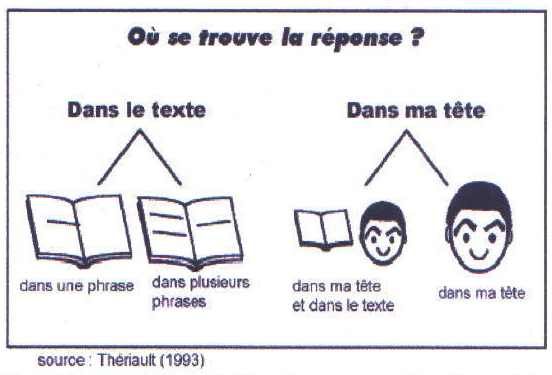 Où se trouve la réponse ?
Dans le texte
Dans ma tête
dans une phrase
dans plusieurs
phrases
dans ma tête
et dans le texte
dans ma tête
source : Thériault (1993)